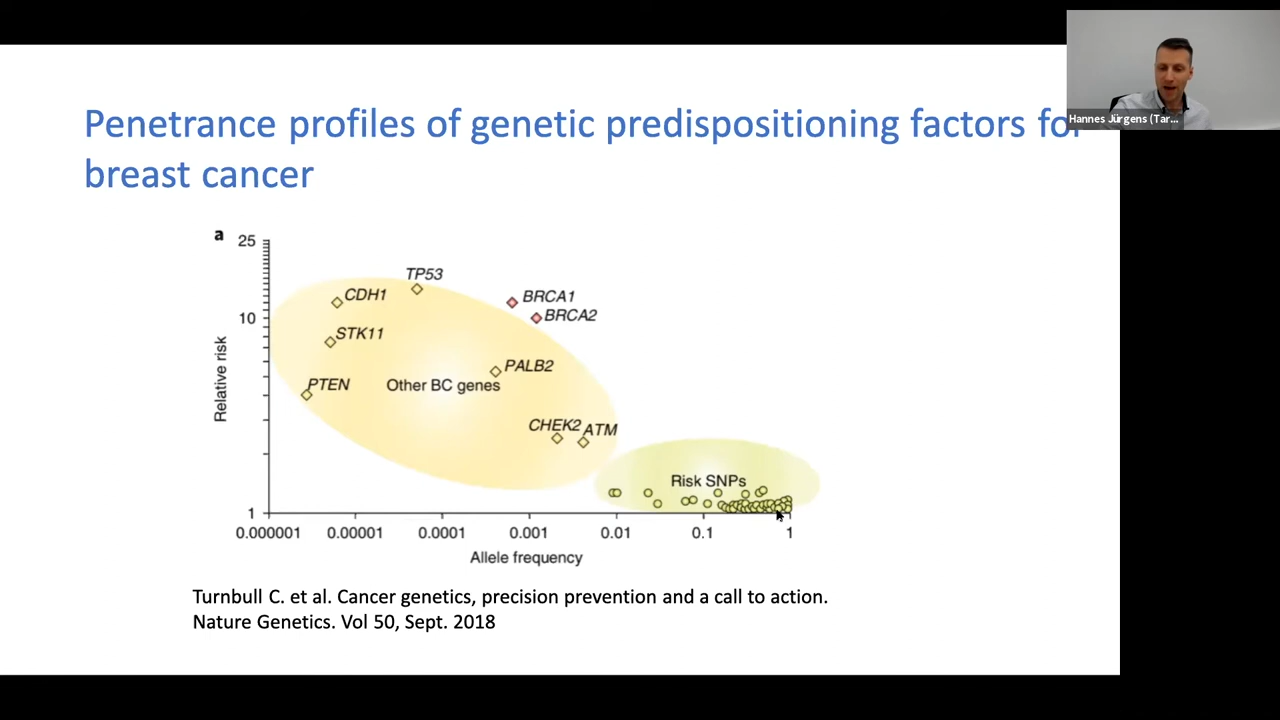 Hannes Jürgens (Tar...
Penetrance profiles of genetic predispositioning factors for
breast cancer
a
25
TP53
CDH1
BRCA1
BRCA2
10
STK11
PALB2
PTEN
Other BC genes
Relative risk
CHEK2
ATM
Risk SNPs
1
0.000001 0.00001 0.0001 0.001 0.01 0.1 1
Allele frequency
Turnbull C. et al. Cancer genetics, precision prevention and a call to action.
Nature Genetics. Vol 50, Sept. 2018